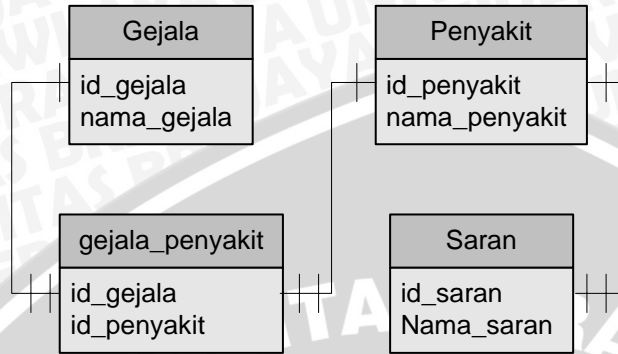 Gejala
id_gejala
nama_gejala
Penyakit
id_penyakit
nama_penyakit
gejala_penyakit
id_gejala
id_penyakit
Saran
id_saran
Nama_saran